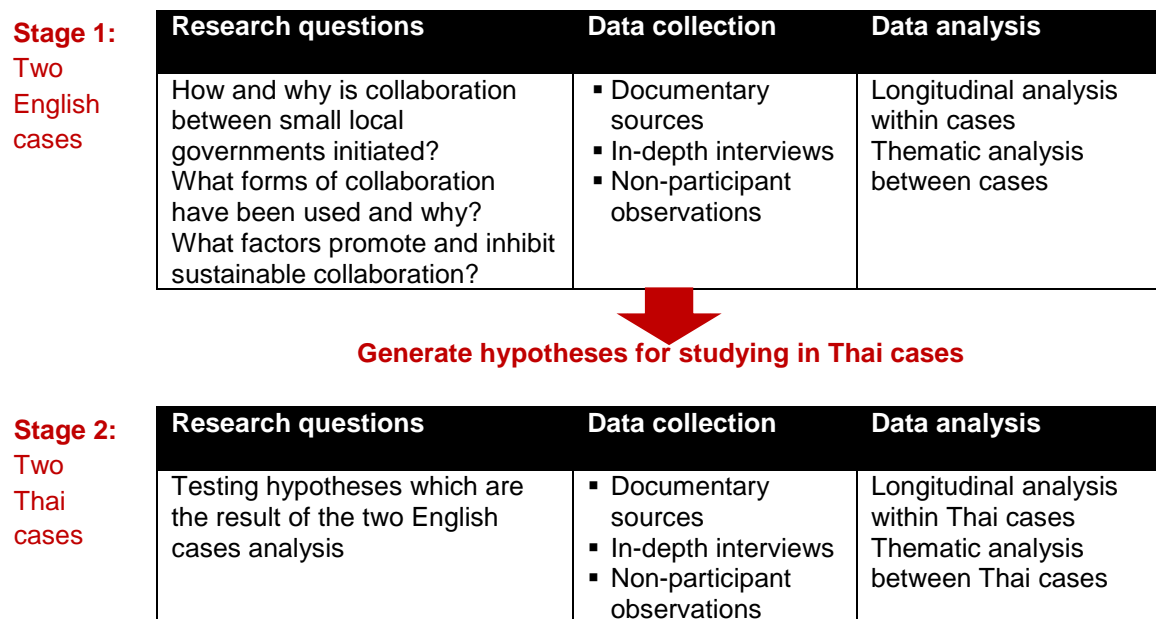 Stage 1:
Two
English
cases
Research questions
Data collection
Data analysis
How and why is collaboration
between small local
governments initiated?
What forms of collaboration
have been used and why?
What factors promote and inhibit
sustainable collaboration?
▪ Documentary
sources
▪ In-depth interviews
▪ Non-participant
observations
Longitudinal analysis
within cases
Thematic analysis
between cases
Generate hypotheses for studying in Thai cases
Stage 2:
Two
Thai
cases
Research questions
Data collection
Data analysis
Testing hypotheses which are
the result of the two English
cases analysis
▪ Documentary
sources
▪ In-depth interviews
▪ Non-participant
observations
Longitudinal analysis
within Thai cases
Thematic analysis
between Thai cases